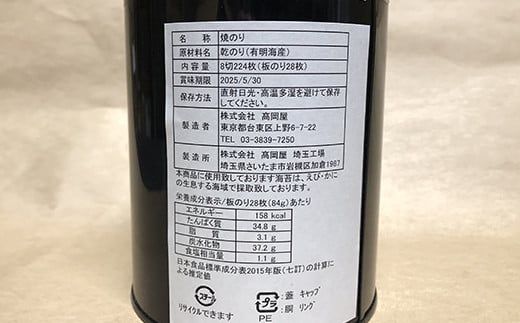 名 称 焼のり
原材料名 乾のり(有明海産)
内 容 量 8切224枚(板のり28枚)
賞味期限 2025/5/30
保存方法 直射日光・高温多湿を避けて保存
してください。
製 造 者 株式会社 髙岡屋
東京都台東区上野6-7-22
TEL 03-3839-7250
製 造 所 株式会社 髙岡屋 埼玉工場
埼玉県さいたま市岩槻区加倉1987
本商品に使用致しております海苔は、えび・かに
の生息する海域で採取致しております。
栄養成分表示/板のり28枚(84g)あたり
エネルギー 158 kcal
たんぱく質 34.8 g
脂 質 3.1 g
炭水化物 37.2 g
食塩相当量 1.1 g
日本食品標準成分表2015年版(七訂)の計算に
よる推定値
スチール
リサイクルできます
プラ
PE
:蓋 キャップ
:胴 リング